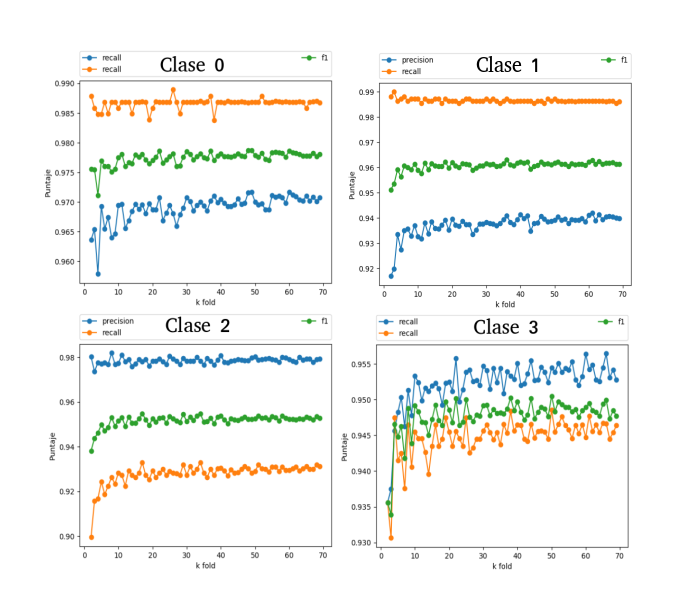 recall
recall
f1
Clase 0
0.990
0.985
0.980
0.975
0.970
0.965
0.960
Puntaje
0 10 20 30 40 50 60 70
k fold
precision
recall
f1
Clase 1
0.99
0.98
0.97
0.96
0.95
0.94
0.93
0.92
Puntaje
0 10 20 30 40 50 60 70
k fold
precision
recall
f1
Clase 2
0.98
0.96
0.94
0.92
0.90
Puntaje
0 10 20 30 40 50 60 70
k fold
recall
recall
f1
Clase 3
0.955
0.950
0.945
0.940
0.935
0.930
Puntaje
0 10 20 30 40 50 60 70
k fold